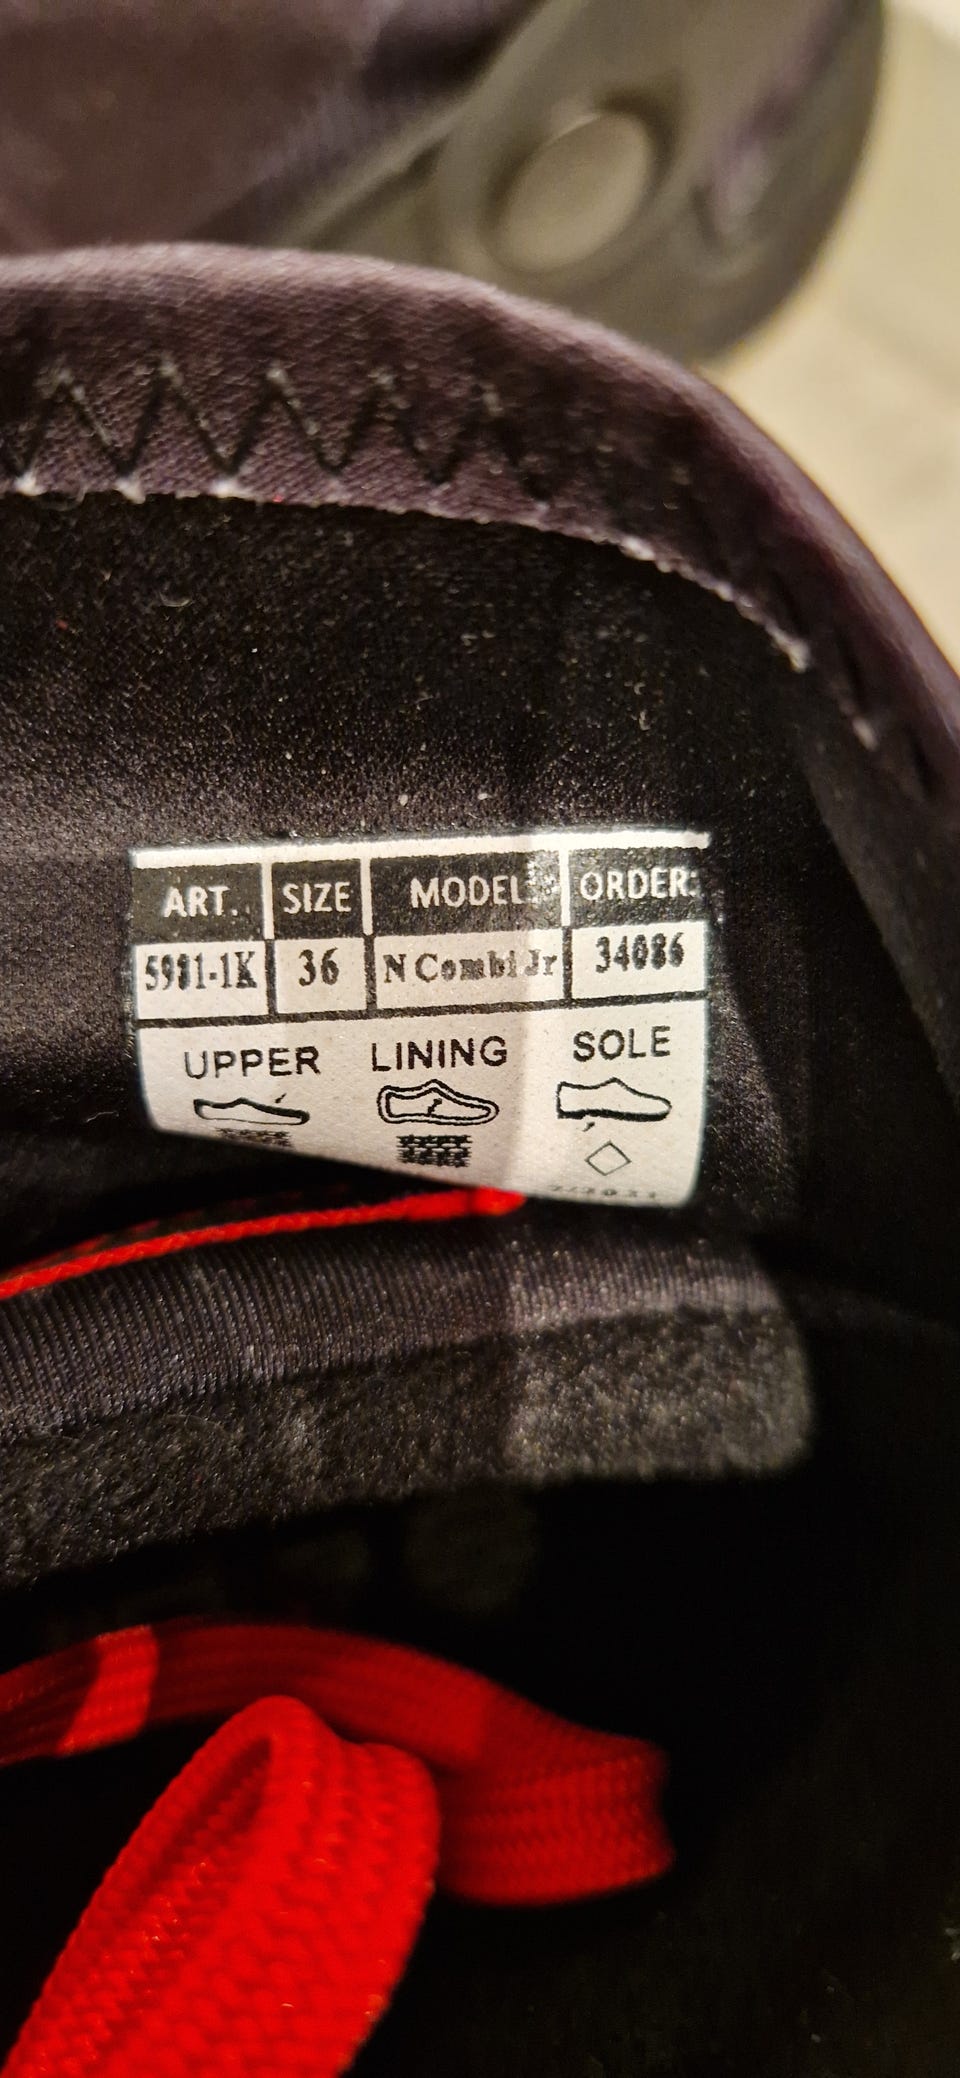 ART. SIZE MODEL: ORDER:
5981-1K 36 N Combi Jr 34086
UPPER LINING SOLE